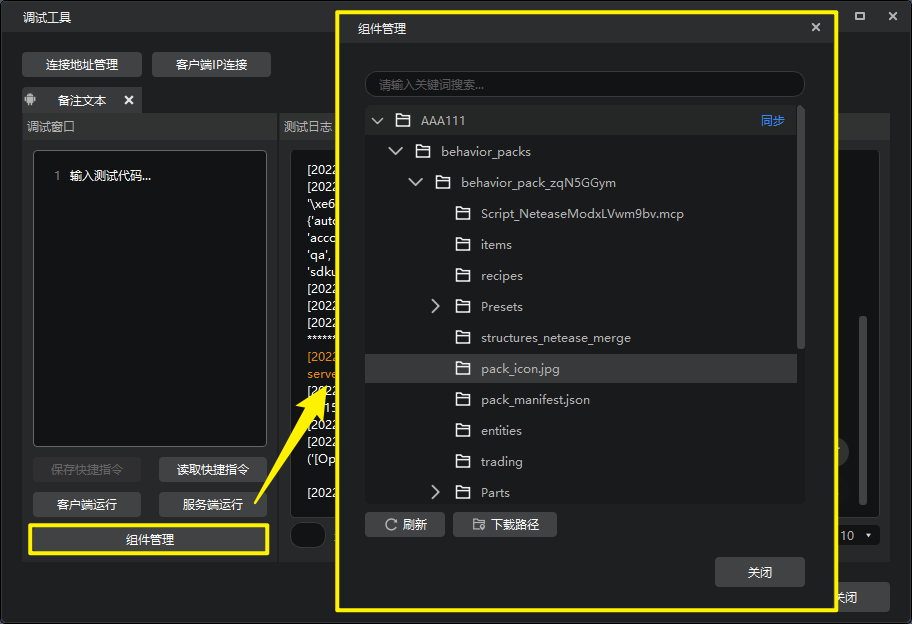 调试工具
连接地址管理
客户端IP连接
备注文本
调试窗口
1 输入测试代码...
保存快捷指令
读取快捷指令
客户端运行
服务端运行
组件管理
测试日志
[2022
[2022
'\xe6
{'auto
'acco
'qa',
'sdku
[2022
[2022
[2022
[2022
serve
[2022
[2022
('[Op
[2022
组件管理
请输入关键词搜索...
AAA111
同步
behavior_packs
behavior_pack_zqN5GGym
Script_NeteaseModxLVwm9bv.mcp
items
recipes
Presets
structures_netease_merge
pack_icon.jpg
pack_manifest.json
entities
trading
Parts
刷新
下载路径
关闭
10
关闭